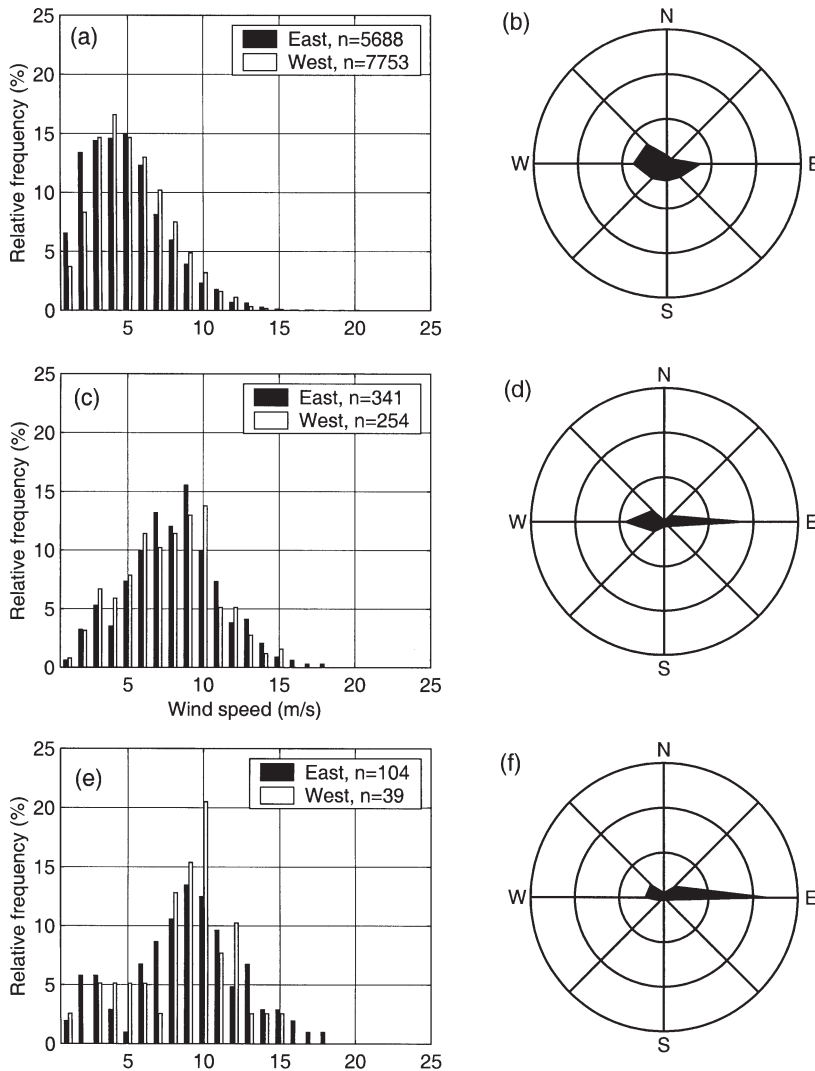 (a)
East, n=5688
West, n=7753
Relative frequency (%)
25
20
15
10
5
0
5 10 15 20 25
(b)
N
W E
S
(c)
East, n=341
West, n=254
Relative frequency (%)
25
20
15
10
5
0
5 10 15 20 25
Wind speed (m/s)
(d)
N
W E
S
(e)
East, n=104
West, n=39
Relative frequency (%)
25
20
15
10
5
0
5 10 15 20 25
(f)
N
W E
S